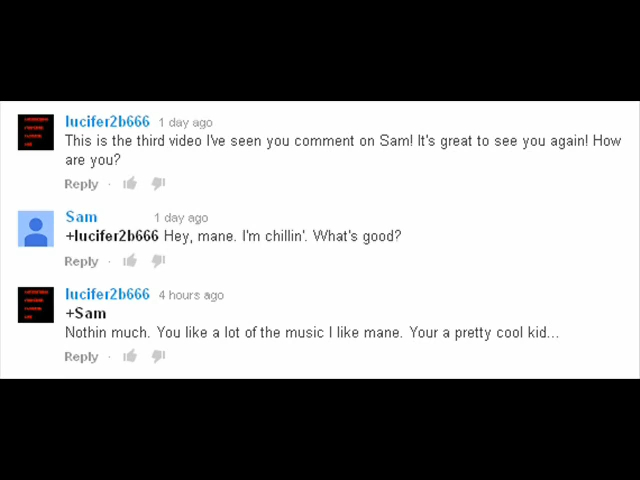 lucifer2b666 1 day ago
This is the third video I've seen you comment on Sam! It's great to see you again! How
are you?
Reply ·
Sam 1 day ago
+lucifer2b666 Hey, mane. I'm chillin'. What's good?
Reply ·
lucifer2b666 4 hours ago
+Sam
Nothin much. You like a lot of the music I like mane. Your a pretty cool kid...
Reply ·